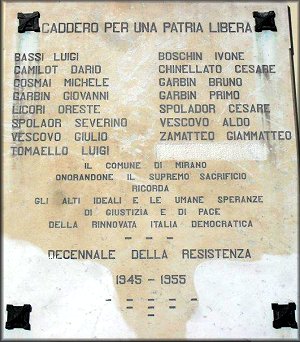 CADDERO PER UNA PATRIA LIBERA
BASSI LUIGI
CAMILOT DARIO
COSMAI MICHELE
GARBIN GIOVANNI
LICORI ORESTE
SPOLAOR SEVERINO
VESCOVO GIULIO
TOMAELLO LUIGI
BOSCHIN IVONE
CHINELLATO CESARE
GARBIN BRUNO
GARBIN PRIMO
SPOLADOR CESARE
VESCOVO ALDO
ZAMATTEO GIAMMATTEO
IL COMUNE DI MIRANO
ONORANDONE IL SUPREMO SACRIFICIO
RICORDA
GLI ALTI IDEALI E LE UMANE SPERANZE
DI GIUSTIZIA E DI PACE
DELLA RINNOVATA ITALIA DEMOCRATICA
DECENNALE DELLA RESISTENZA
1945 - 1955